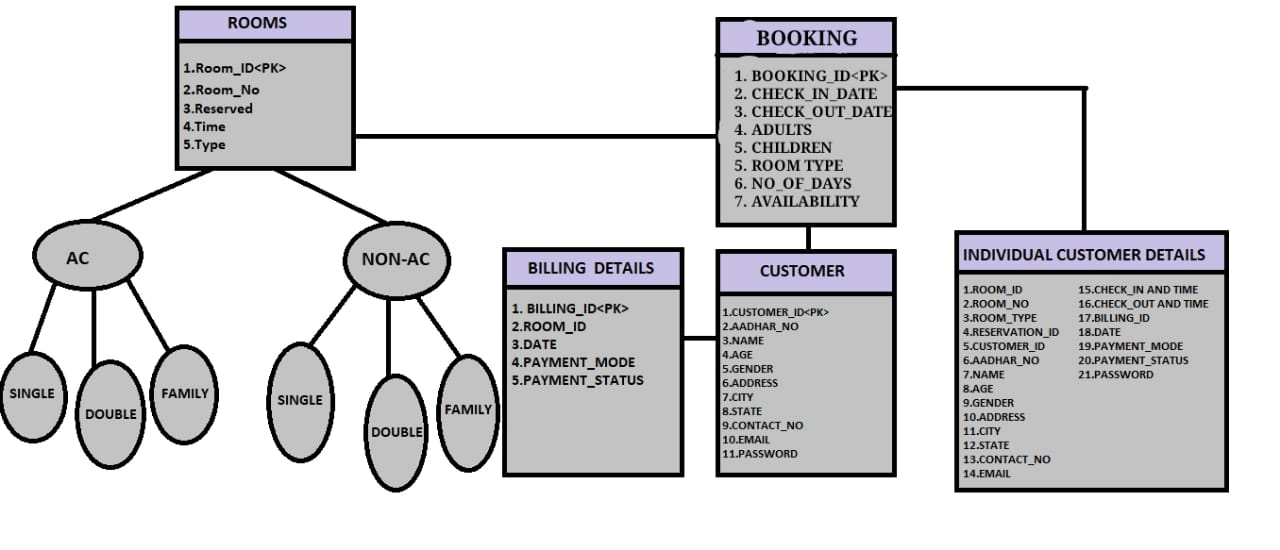 ROOMS
1.Room_ID<PK>
2.Room_No
3.Reserved
4.Time
5.Type
BOOKING
1. BOOKING_ID<PK>
2. CHECK_IN_DATE
3. CHECK_OUT_DATE
4. ADULTS
5. CHILDREN
5. ROOM TYPE
6. NO_OF_DAYS
7. AVAILABILITY
AC
NON-AC
SINGLE
DOUBLE
FAMILY
SINGLE
DOUBLE
FAMILY
BILLING DETAILS
1. BILLING_ID<PK>
2.ROOM_ID
3.DATE
4.PAYMENT_MODE
5.PAYMENT_STATUS
CUSTOMER
1.CUSTOMER_ID<PK>
2.AADHAR_NO
3.NAME
4.AGE
5.GENDER
6.ADDRESS
7.CITY
8.STATE
9.CONTACT_NO
10.EMAIL
11.PASSWORD
INDIVIDUAL CUSTOMER DETAILS
1.ROOM_ID
2.ROOM_NO
3.ROOM_TYPE
4.RESERVATION_ID
5.CUSTOMER_ID
6.AADHAR_NO
7.NAME
8.AGE
9.GENDER
10.ADDRESS
11.CITY
12.STATE
13.CONTACT_NO
14.EMAIL
15.CHECK_IN AND TIME
16.CHECK_OUT AND TIME
17.BILLING_ID
18.DATE
19.PAYMENT_MODE
20.PAYMENT_STATUS
21.PASSWORD